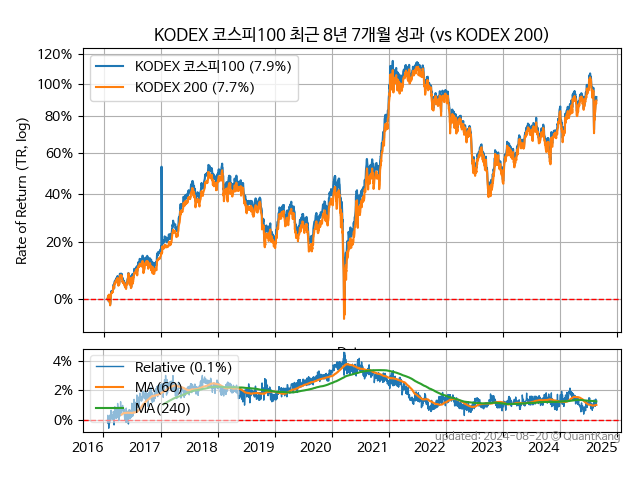 KODEX 코스피100 최근 8년 7개월 성과 (vs KODEX 200)
120%
100%
80%
60%
40%
20%
0%
Rate of Return (TR, log)
KODEX 코스피100 (7.9%)
KODEX 200 (7.7%)
4%
2%
0%
Relative (0.1%)
MA(60)
MA(240)
updated: 2024-08-20 © QuantKang
2016 2017 2018 2019 2020 2021 2022 2023 2024 2025